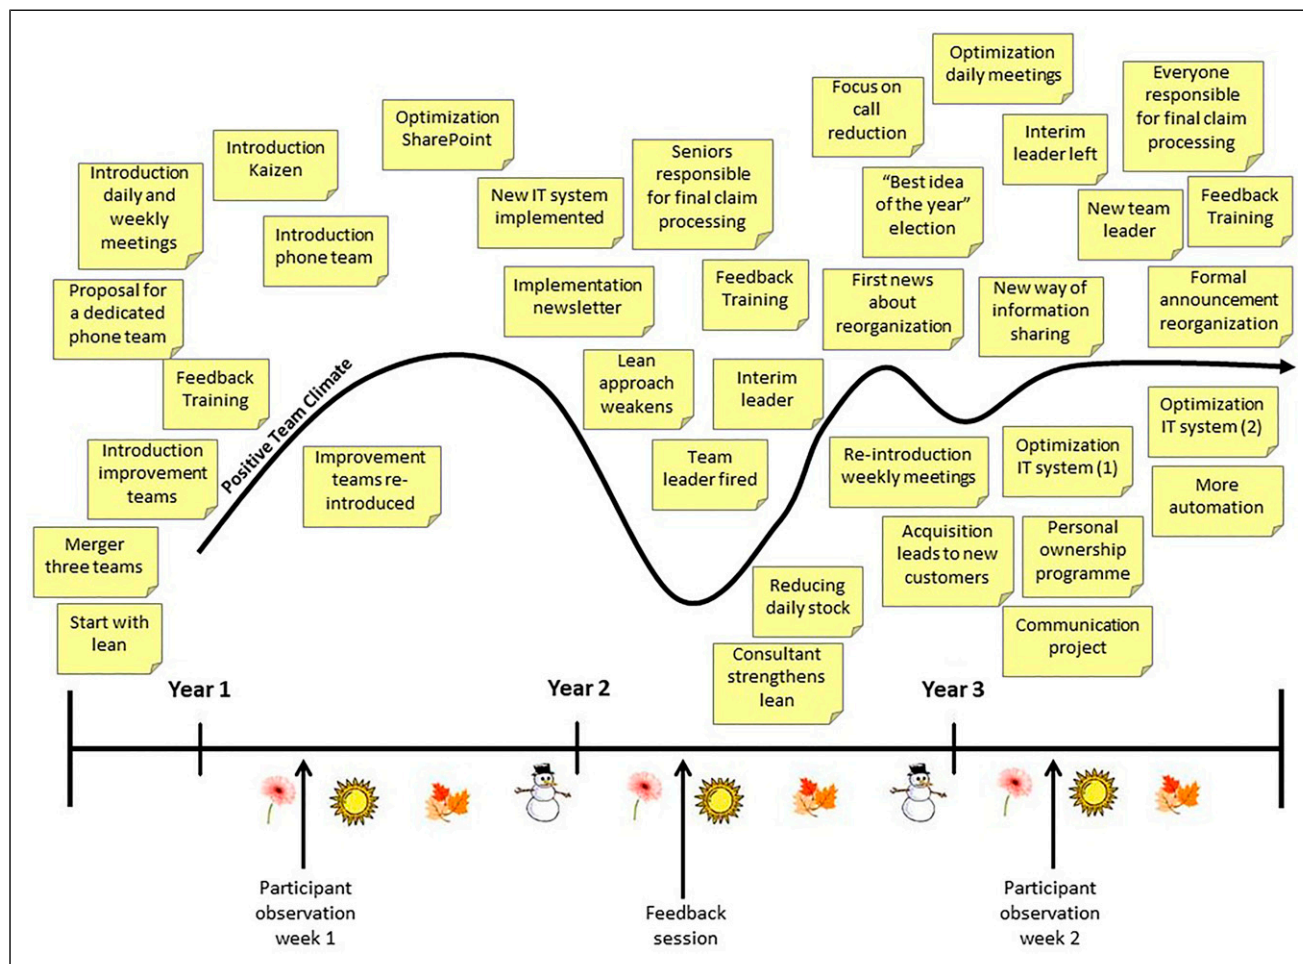 Optimization
daily meetings
Everyone
responsible
for final claim
processing
Focus on
call
reduction
Optimization
SharePoint
Interim
leader left
Introduction
Kaizen
Seniors
responsible
for final claim
processing
Introduction
daily and
weekly
meetings
"Best idea
of the year"
election
New IT system
implemented
New team
leader
Feedback
Training
Introduction
phone team
Proposal for
a dedicated
phone team
Implementation
newsletter
Feedback
Training
First news
about
reorganization
New way of
information
sharing
Formal
announcement
reorganization
Feedback
Training
Lean
approach
weakens
Interim
leader
Positive Team Climate
Optimization
IT system (2)
Introduction
improvement
teams
Improvement
teams re-
introduced
Team
leader fired
Re-introduction
weekly meetings
Optimization
IT system (1)
More
automation
Merger
three teams
Acquisition
leads to new
customers
Personal
ownership
programme
Start with
lean
Reducing
daily stock
Communication
project
Consultant
strengthens
lean
Year 1
Year 2
Year 3
Participant
observation
week 1
Feedback
session
Participant
observation
week 2